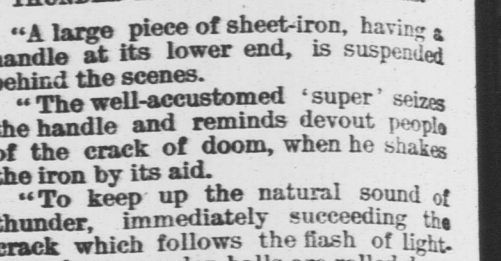 “A large piece of sheet-iron, having a
handle at its lower end, is suspended
behind the scenes.
“The well-accustomed ‘super’ seizes
the handle and reminds devout people
of the crack of doom, when he shakes
the iron by its aid.
“To keep up the natural sound of
thunder, immediately succeeding the
crack which follows the flash of light-
balls are rolled